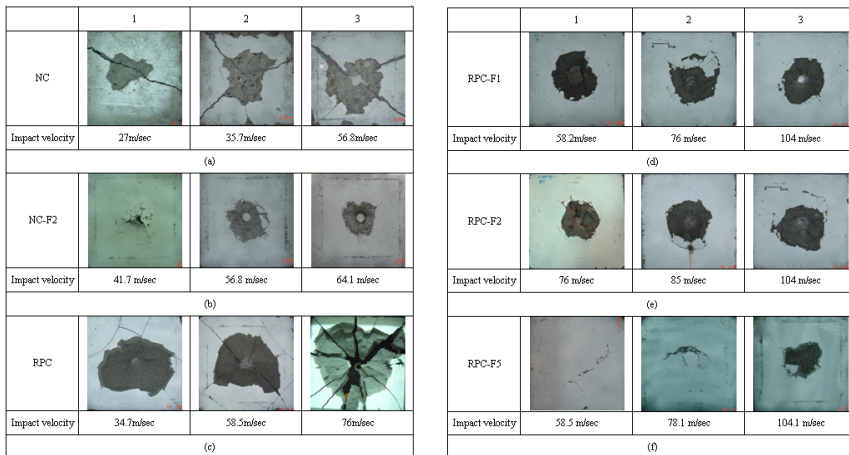 1 2 3
NC
Impact velocity 27m/sec 35.7m/sec 56.8m/sec
(a)
NC-F2
Impact velocity 41.7 m/sec 56.8 m/sec 64.1 m/sec
(b)
RPC
Impact velocity 34.7m/sec 58.5m/sec 76m/sec
(c)
1 2 3
RPC-F1
Impact velocity 58.2m/sec 76 m/sec 104 m/sec
(d)
RPC-F2
Impact velocity 76 m/sec 85 m/sec 104 m/sec
(e)
RPC-F5
Impact velocity 58.5 m/sec 78.1 m/sec 104.1 m/sec
(f)